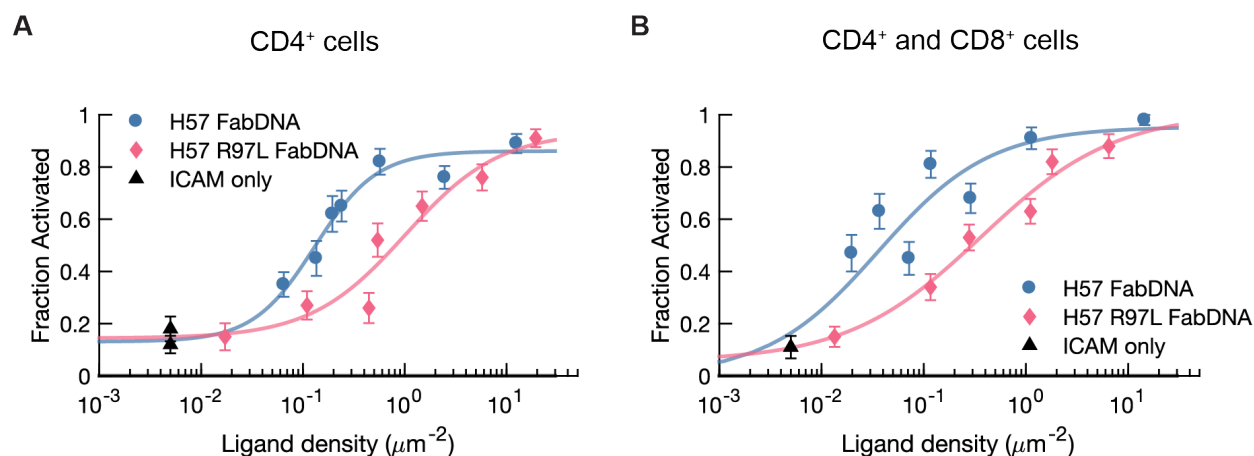 A
CD4⁺ cells
Fraction Activated
1
0.8
0.6
0.4
0.2
0
H57 FabDNA
H57 R97L FabDNA
ICAM only
10⁻³
10⁻²
10⁻¹
10⁰
10¹
Ligand density (μm⁻²)
B
CD4⁺ and CD8⁺ cells
Fraction Activated
1
0.8
0.6
0.4
0.2
0
H57 FabDNA
H57 R97L FabDNA
ICAM only
10⁻³
10⁻²
10⁻¹
10⁰
10¹
Ligand density (μm⁻²)